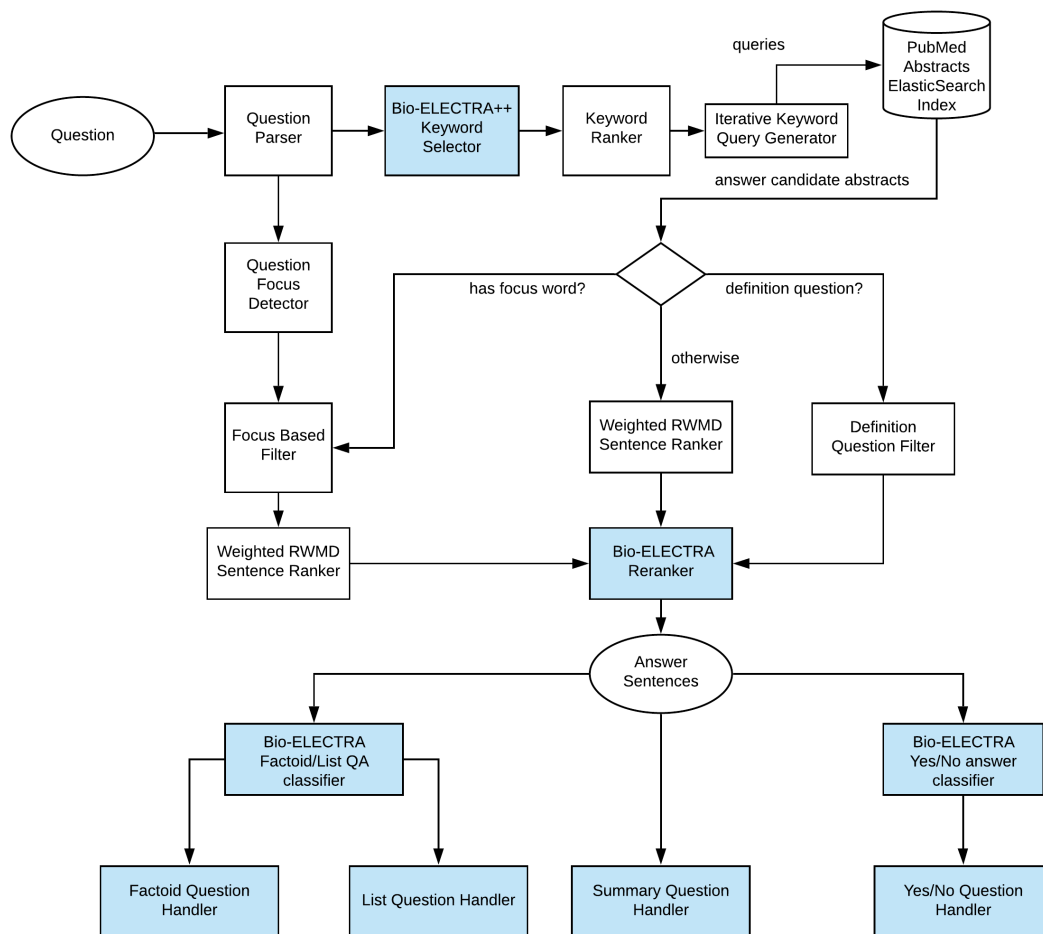 queries
PubMed
Abstracts
ElasticSearch
Index
Question
Question
Parser
Bio-ELECTRA++
Keyword
Selector
Keyword
Ranker
Iterative Keyword
Query Generator
answer candidate abstracts
Question
Focus
Detector
has focus word?
definition question?
otherwise
Focus Based
Filter
Weighted RWMD
Sentence Ranker
Definition
Question Filter
Weighted RWMD
Sentence Ranker
Bio-ELECTRA
Reranker
Answer
Sentences
Bio-ELECTRA
Factoid/List QA
classifier
Bio-ELECTRA
Yes/No answer
classifier
Factoid Question
Handler
List Question Handler
Summary Question
Handler
Yes/No Question
Handler